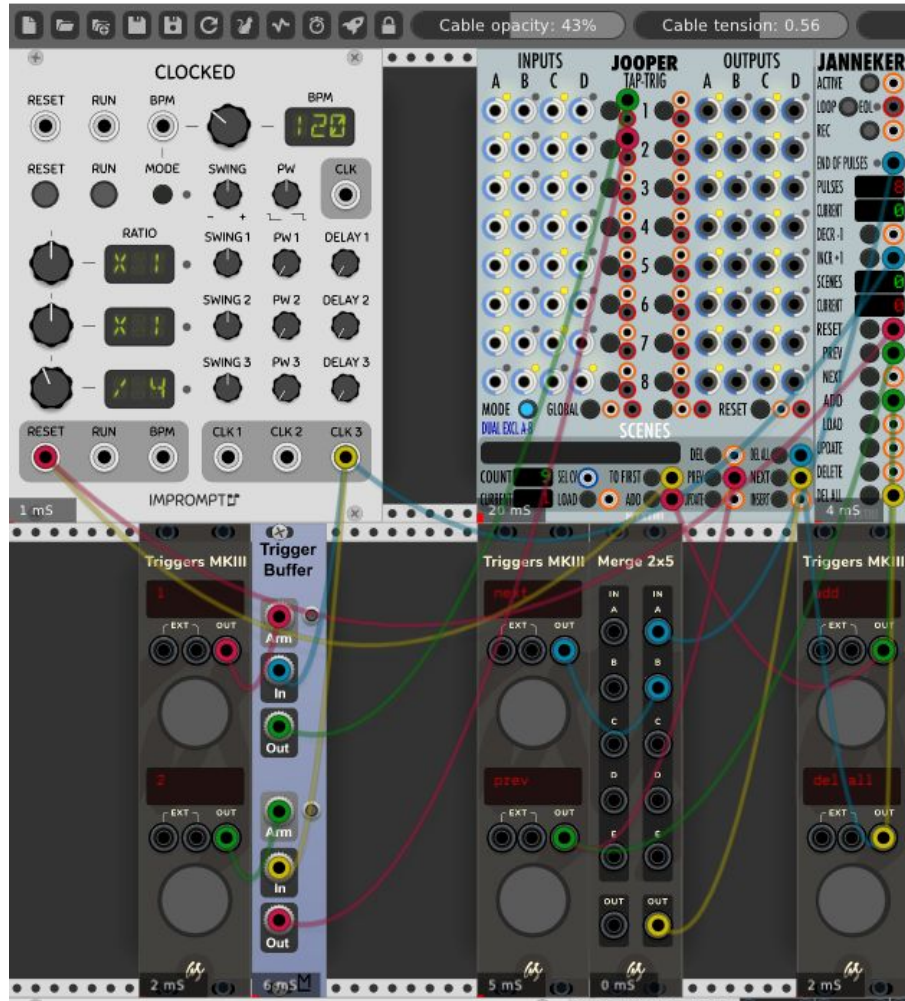 Cable opacity: 43%
Cable tension: 0.56
CLOCKED
RESET RUN BPM BPM
120
RESET RUN MODE SWING PW CLK
- +
RATIO SWING 1 PW 1 DELAY 1
X 1
SWING 2 PW 2 DELAY 2
X 1
SWING 3 PW 3 DELAY 3
/ 4
RESET RUN BPM CLK 1 CLK 2 CLK 3
IMPROMPTU
1 mS
INPUTS JOOPER OUTPUTS
A B C D TAP-TRIG A B C D
1
2
3
4
5
6
7
8
MODE GLOBAL RESET
DUAL EXCL A-B
SCENES
DEL DEL ALL
COUNT 9 TO FIRST PREV NEXT
CURRENT LOAD ADD UPDATE INSERT
20 mS
JANNEKER
ACTIVE
LOOP EOL
REC
END OF PULSES
PULSES 8
CURRENT 0
DECR -1
INCR +1
SCENES 0
CURRENT 0
RESET
PREV
NEXT
ADD
LOAD
UPDATE
DELETE
DEL ALL
4 mS
Triggers MKIII
1
EXT OUT
2
EXT OUT
2 mS
Trigger
Buffer
Arm
In
Out
Arm
In
Out
6 mS
Triggers MKIII
next
EXT OUT
prev
EXT OUT
5 mS
Merge 2x5
IN IN
A A
B B
C C
D D
E E
OUT OUT
0 mS
Triggers MKIII
add
EXT OUT
del all
EXT OUT
2 mS